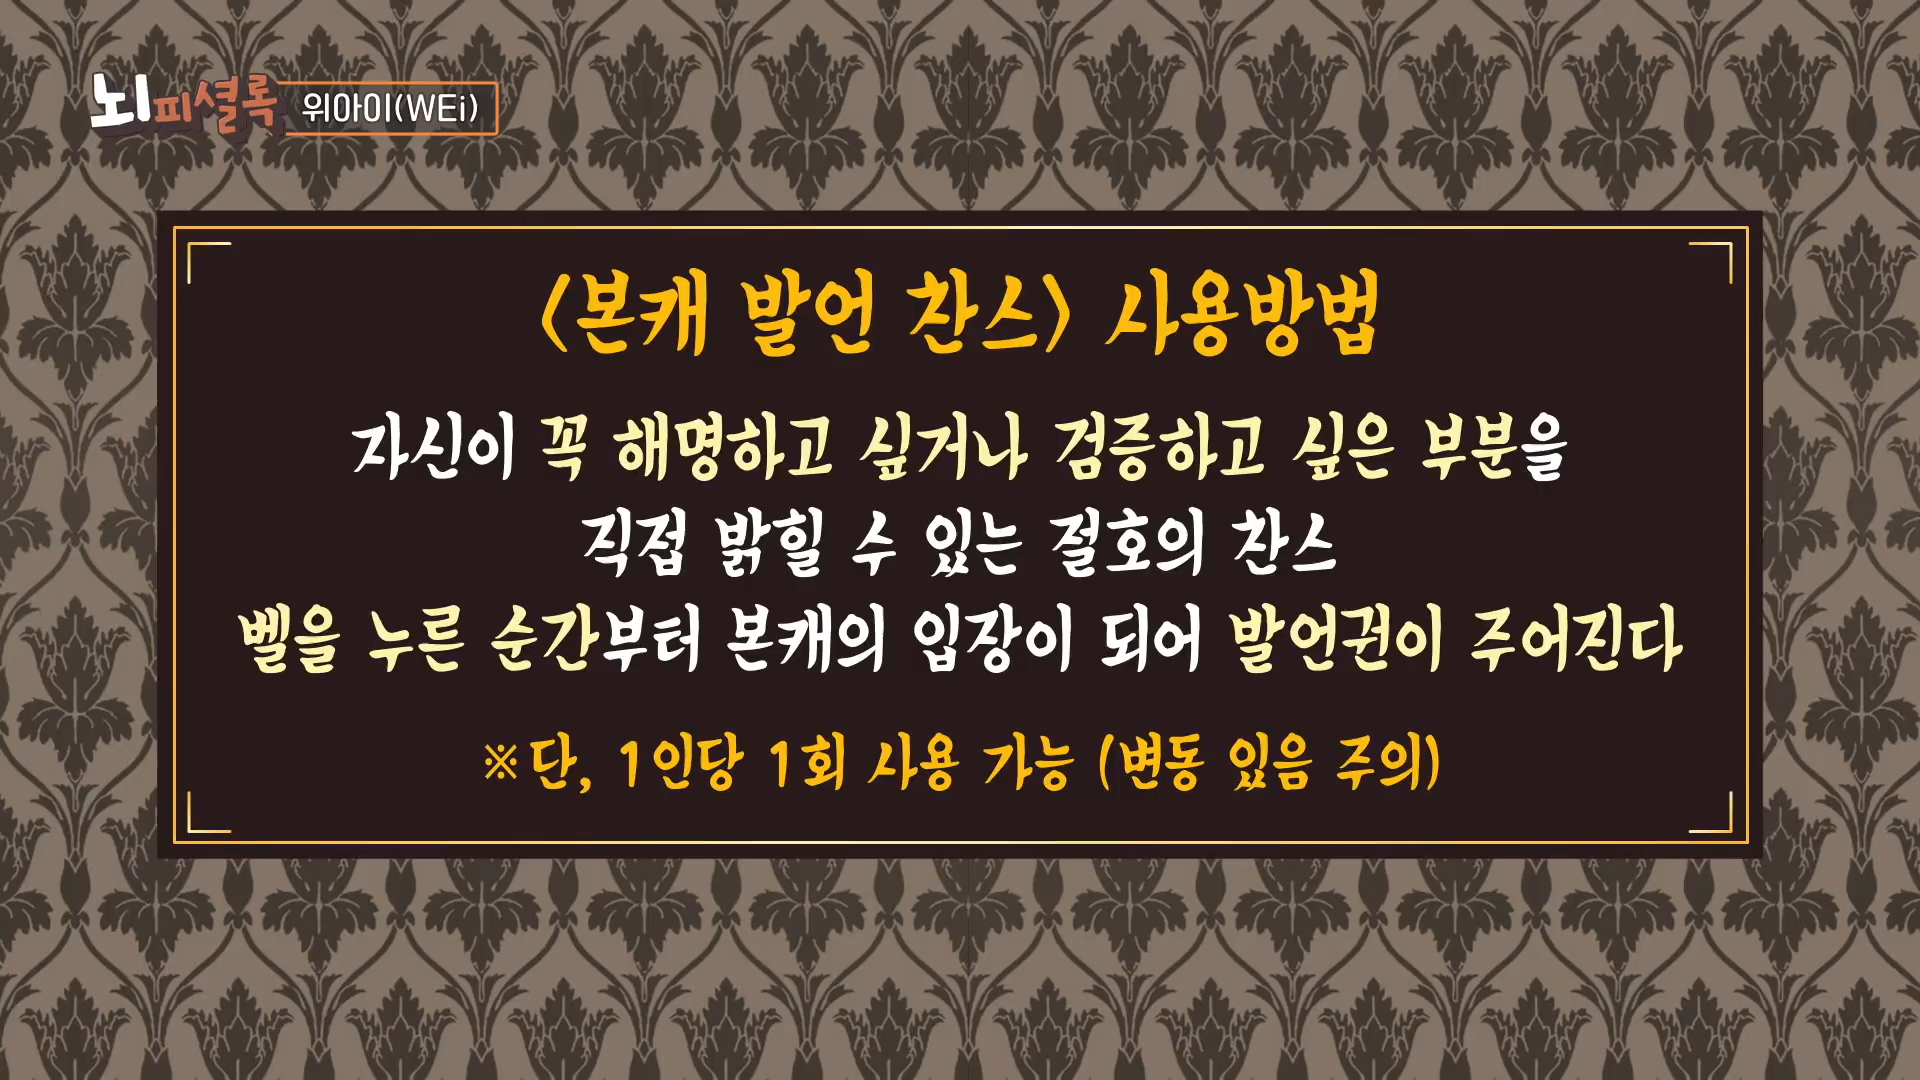 뇌피셜록 위아이(WEi)
<본캐 발언 찬스> 사용방법
자신이 꼭 해명하고 싶거나 검증하고 싶은 부분을
직접 밝힐 수 있는 절호의 찬스
벨을 누른 순간부터 본캐의 입장이 되어 발언권이 주어진다
※단, 1인당 1회 사용 가능 (변동 있음 주의)